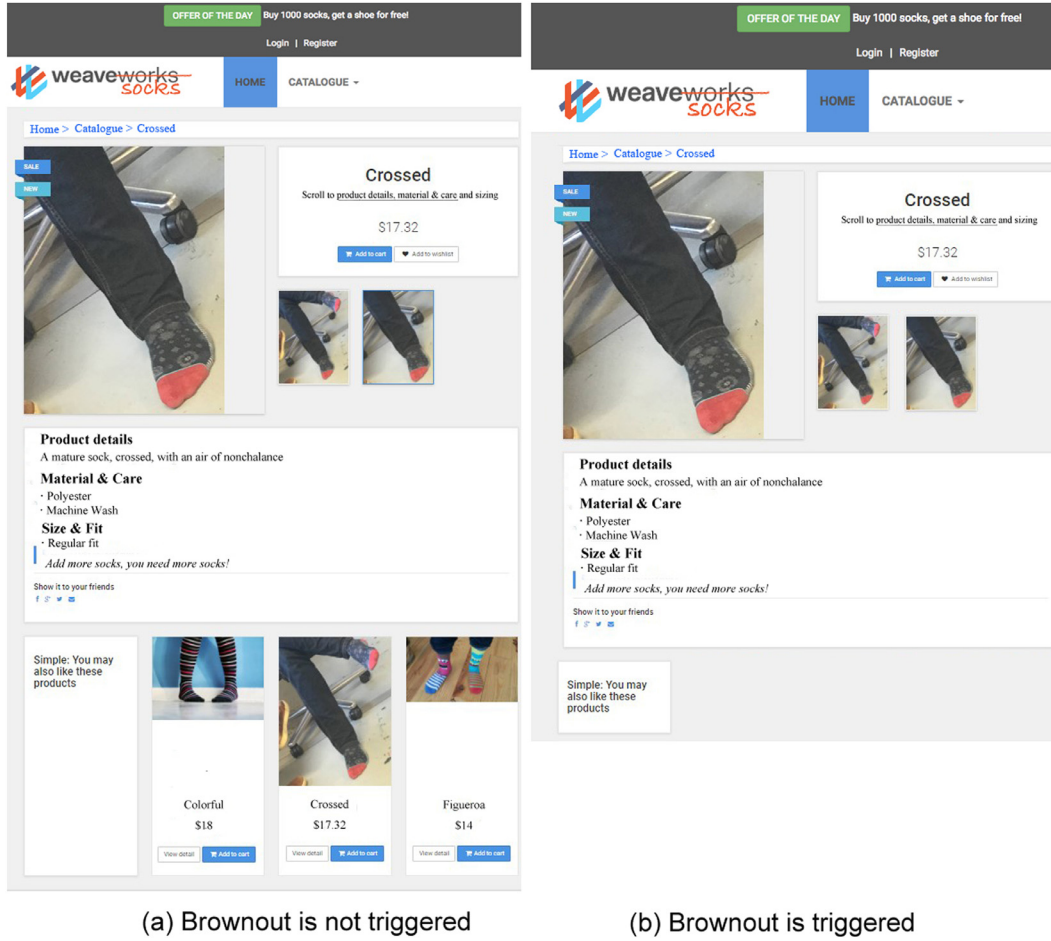 OFFER OF THE DAY Buy 1000 socks, get a shoe for free!
Login | Register
weaveworks
socks
HOME CATALOGUE
Home > Catalogue > Crossed
SALE
NEW
Crossed
Scroll to product details, material & care and sizing
$17.32
Add to cart Add to wishlist
Product details
A mature sock, crossed, with an air of nonchalance
Material & Care
· Polyester
· Machine Wash
Size & Fit
· Regular fit
Add more socks, you need more socks!
Show it to your friends
Simple: You may
also like these
products
Colorful
$18
View detail Add to cart
Crossed
$17.32
View detail Add to cart
Figueroa
$14
View detail Add to cart
(a) Brownout is not triggered
OFFER OF THE DAY Buy 1000 socks, get a shoe for free!
Login | Register
weaveworks
socks
HOME CATALOGUE
Home > Catalogue > Crossed
SALE
NEW
Crossed
Scroll to product details, material & care and sizing
$17.32
Add to cart Add to wishlist
Product details
A mature sock, crossed, with an air of nonchalance
Material & Care
· Polyester
· Machine Wash
Size & Fit
· Regular fit
Add more socks, you need more socks!
Show it to your friends
Simple: You may
also like these
products
(b) Brownout is triggered